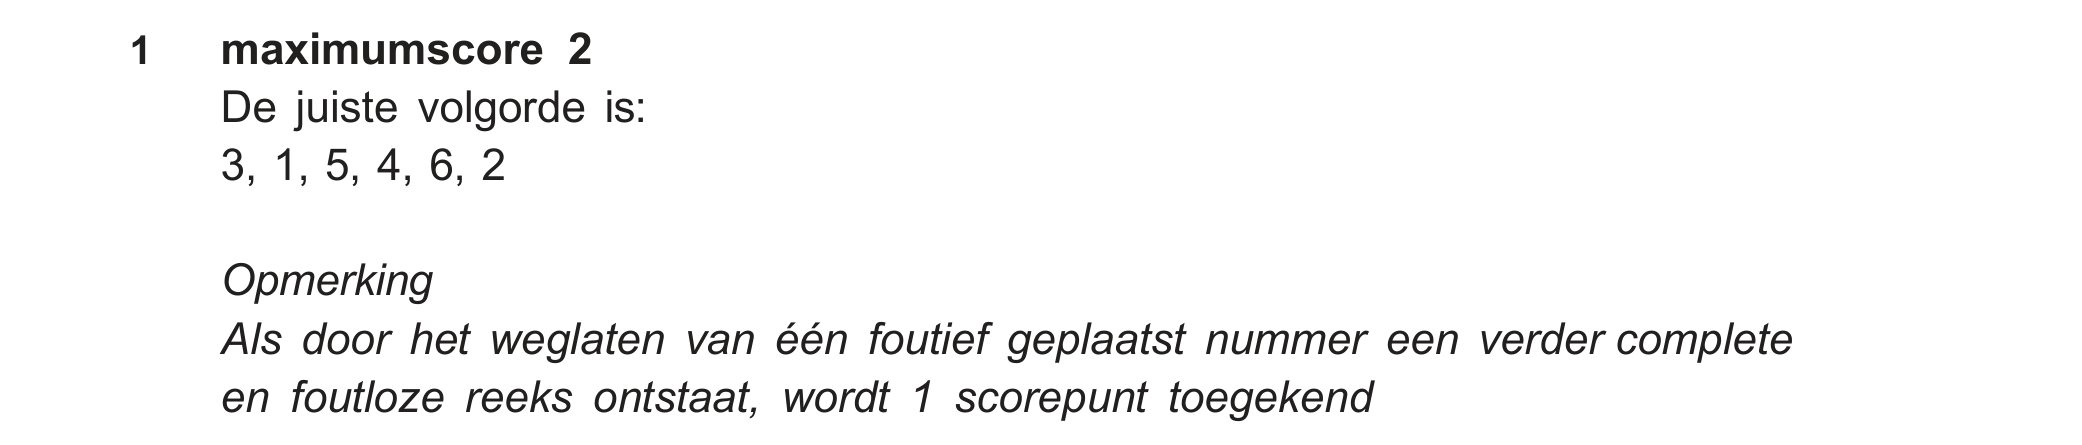 1 maximumscore 2
De juiste volgorde is:
3, 1, 5, 4, 6, 2
Opmerking
Als door het weglaten van één foutief geplaatst nummer een verder complete
en foutloze reeks ontstaat, wordt 1 scorepunt toegekend